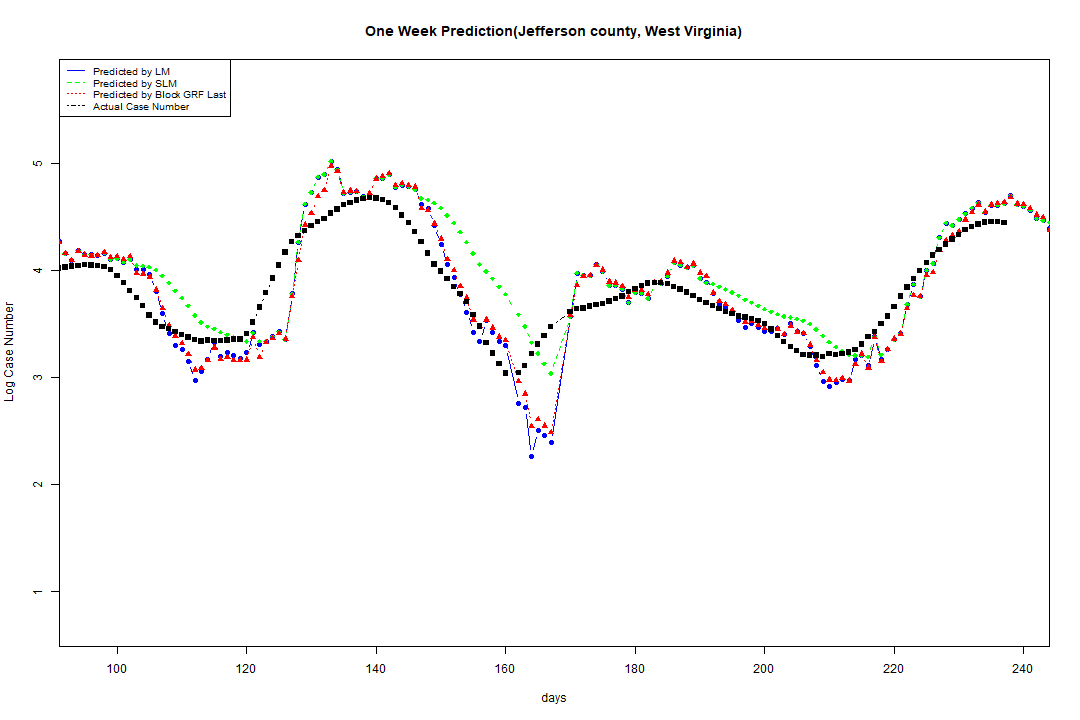 One Week Prediction(Jefferson county, West Virginia)
Predicted by LM
Predicted by SLM
Predicted by Block GRF Last
Actual Case Number
5
4
3
2
1
Log Case Number
100 120 140 160 180 200 220 240
days